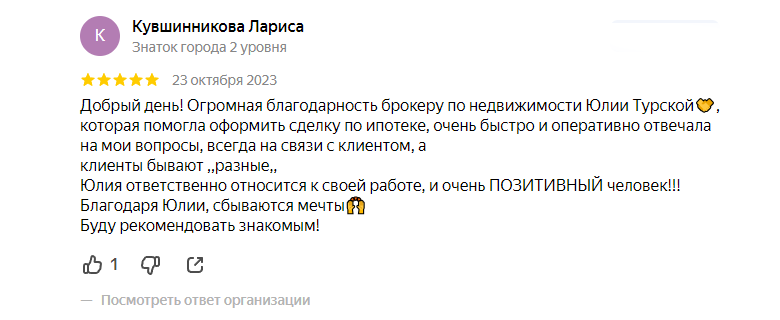 К
Кувшинникова Лариса
Знаток города 2 уровня
23 октября 2023
Добрый день! Огромная благодарность брокеру по недвижимости Юлии Турской🤝,
которая помогла оформить сделку по ипотеке, очень быстро и оперативно отвечала
на мои вопросы, всегда на связи с клиентом, а
клиенты бывают ,,разные,,
Юлия ответственно относится к своей работе, и очень ПОЗИТИВНЫЙ человек!!!
Благодаря Юлии, сбываются мечты🙌
Буду рекомендовать знакомым!
1
— Посмотреть ответ организации